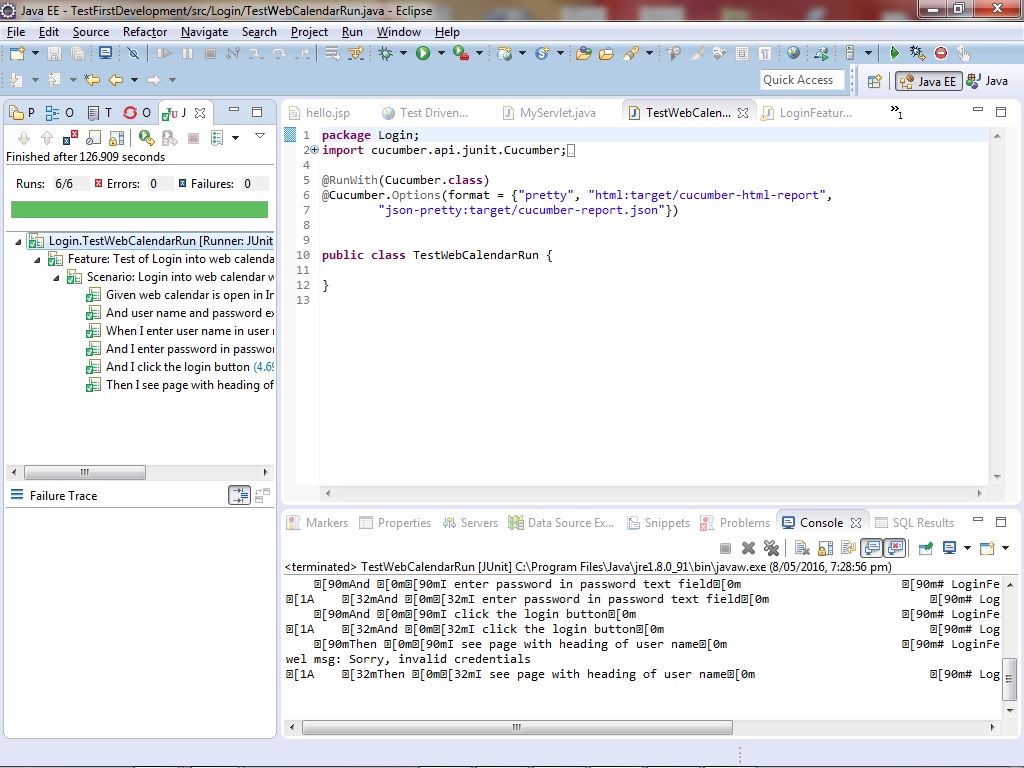 Java EE - TestFirstDevelopment/src/Login/TestWebCalendarRun.java - Eclipse
File Edit Source Refactor Navigate Search Project Run Window Help
Quick Access
Java EE
Java
P O T O J
Finished after 126.909 seconds
Runs: 6/6 Errors: 0 Failures: 0
Login.TestWebCalendarRun [Runner: JUnit
Feature: Test of Login into web calenda
Scenario: Login into web calendar w
Given web calendar is open in In
And user name and password ex
When I enter user name in user
And I enter password in passwor
And I click the login button (4.69
Then I see page with heading of
Failure Trace
hello.jsp Test Driven... MyServlet.java TestWebCalen... LoginFeatur... »1
1 package Login;
2 import cucumber.api.junit.Cucumber;
4
5 @RunWith(Cucumber.class)
6 @Cucumber.Options(format = {"pretty", "html:target/cucumber-html-report",
7 "json-pretty:target/cucumber-report.json"})
8
9
10 public class TestWebCalendarRun {
11
12 }
13
Markers Properties Servers Data Source Ex... Snippets Problems Console SQL Results
<terminated> TestWebCalendarRun [JUnit] C:\Program Files\Java\jre1.8.0_91\bin\javaw.exe (8/05/2016, 7:28:56 pm)
[90mAnd [0m[90mI enter password in password text field[0m [90m# LoginFe
[1A [32mAnd [0m[32mI enter password in password text field[0m [90m# Log
[90mAnd [0m[90mI click the login button[0m [90m# LoginFe
[1A [32mAnd [0m[32mI click the login button[0m [90m# Log
[90mThen [0m[90mI see page with heading of user name[0m [90m# LoginFe
wel msg: Sorry, invalid credentials
[1A [32mThen [0m[32mI see page with heading of user name[0m [90m# Log